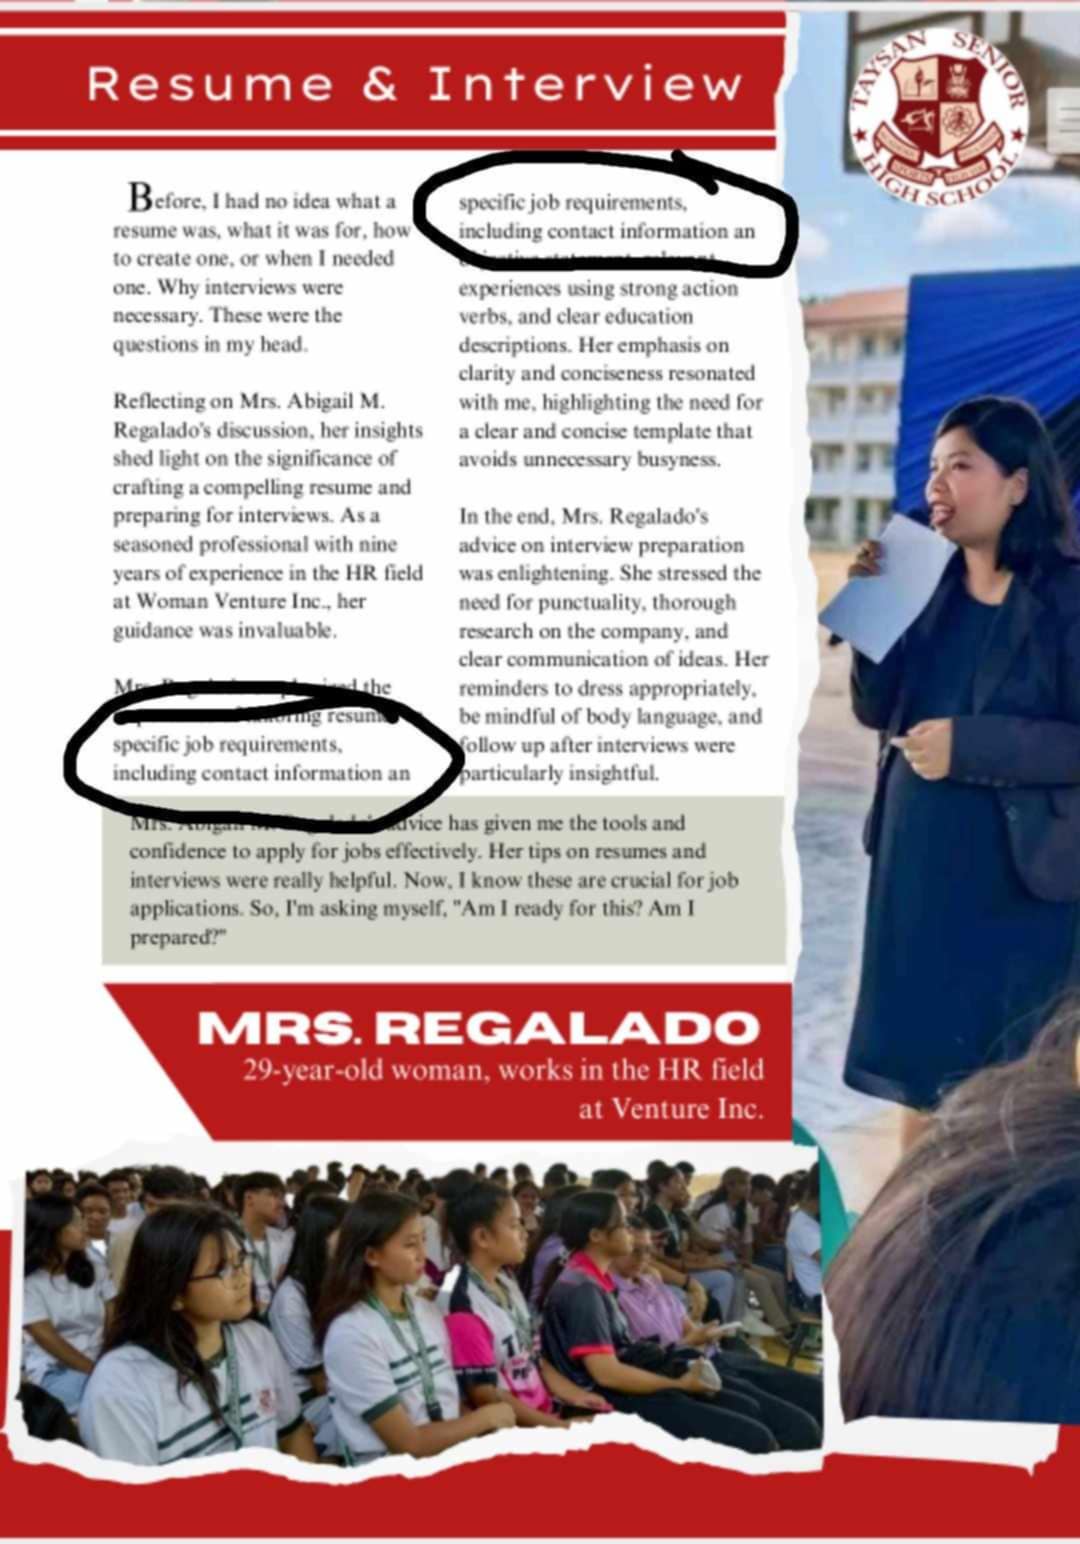 Resume & Interview
TAYSAN SENIOR
HIGH SCHOOL
Before, I had no idea what a
resume was, what it was for, how
to create one, or when I needed
one. Why interviews were
necessary. These were the
questions in my head.
Reflecting on Mrs. Abigail M.
Regalado's discussion, her insights
shed light on the significance of
crafting a compelling resume and
preparing for interviews. As a
seasoned professional with nine
years of experience in the HR field
at Woman Venture Inc., her
guidance was invaluable.
the
resume
specific job requirements,
including contact information an
specific job requirements,
including contact information an
experiences using strong action
verbs, and clear education
descriptions. Her emphasis on
clarity and conciseness resonated
with me, highlighting the need for
a clear and concise template that
avoids unnecessary busyness.
In the end, Mrs. Regalado's
advice on interview preparation
was enlightening. She stressed the
need for punctuality, thorough
research on the company, and
clear communication of ideas. Her
reminders to dress appropriately,
be mindful of body language, and
follow up after interviews were
particularly insightful.
Mrs. Abigail M. advice has given me the tools and
confidence to apply for jobs effectively. Her tips on resumes and
interviews were really helpful. Now, I know these are crucial for job
applications. So, I'm asking myself, "Am I ready for this? Am I
prepared?"
MRS. REGALADO
29-year-old woman, works in the HR field
at Venture Inc.